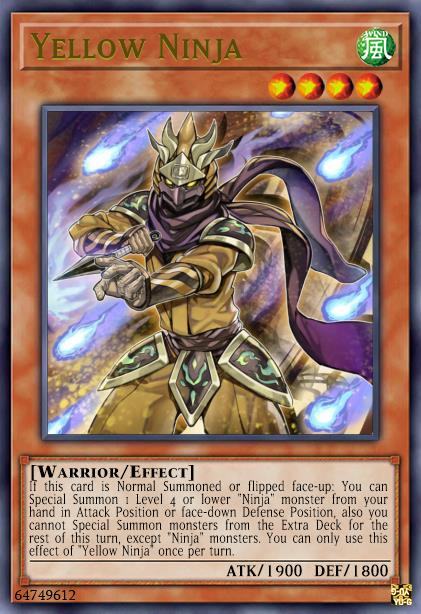 YELLOW NINJA
WIND
風
[WARRIOR/EFFECT]
If this card is Normal Summoned or flipped face-up: You can
Special Summon 1 Level 4 or lower "Ninja" monster from your
hand in Attack Position or face-down Defense Position, also you
cannot Special Summon monsters from the Extra Deck for the
rest of this turn, except "Ninja" monsters. You can only use this
effect of "Yellow Ninja" once per turn.
ATK/1900 DEF/1800
64749612